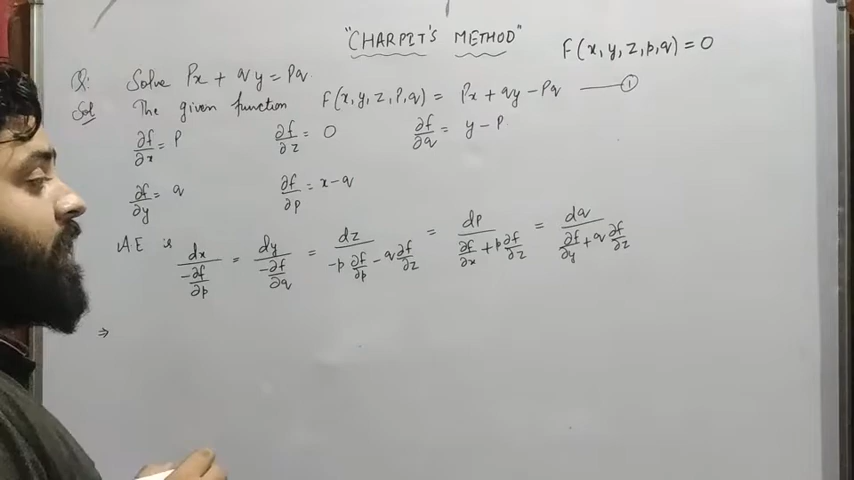 "CHARPIT'S METHOD"
F(x,y,z,p,q) = 0
Q: Solve Px + qy = Pq.
Sol The given function F(x,y,z,p,q) = Px + qy - Pq —— ①
∂f/∂x = P ∂f/∂z = 0 ∂f/∂q = y - P
∂f/∂y = q ∂f/∂p = x - q
AE is dx/(-∂f/∂p) = dy/(-∂f/∂q) = dz/(-p ∂f/∂p - q ∂f/∂z) = dp/(∂f/∂x + p ∂f/∂z) = dq/(∂f/∂y + q ∂f/∂z)
⇒